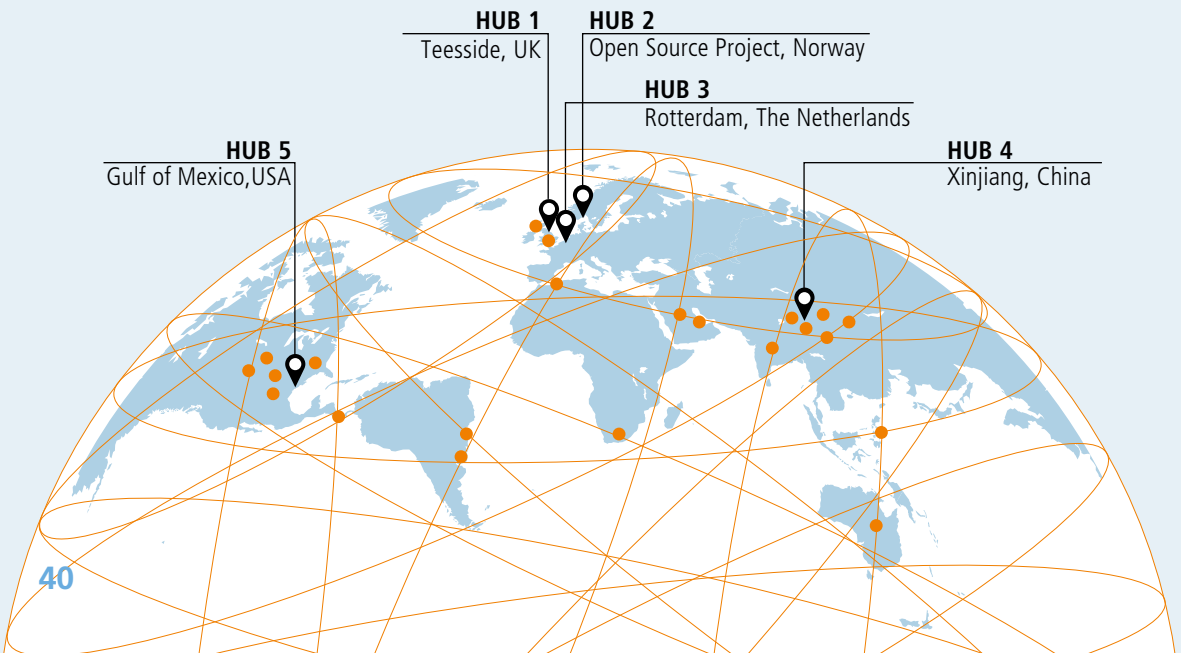 HUB 1
Teesside, UK
HUB 2
Open Source Project, Norway
HUB 3
Rotterdam, The Netherlands
HUB 5
Gulf of Mexico,USA
HUB 4
Xinjiang, China
40